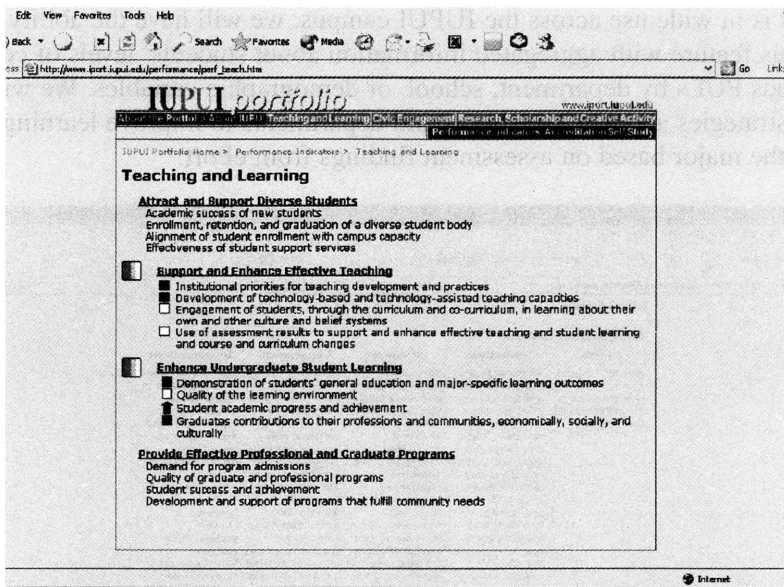 Edit View Favorites Tools Help
Back Search Favorites Media
http://www.iport.iupui.edu/performance/perf_teach.htm Go Links
IUPUI portfolio
www.iport.iupui.edu
About the Portfolio About IUPUI Teaching and Learning Civic Engagement Research, Scholarship and Creative Activity
Performance Indicators Accreditation Self Study
IUPUI Portfolio Home > Performance Indicators > Teaching and Learning
Teaching and Learning
Attract and Support Diverse Students
Academic success of new students
Enrollment, retention, and graduation of a diverse student body
Alignment of student enrollment with campus capacity
Effectiveness of student support services
Support and Enhance Effective Teaching
Institutional priorities for teaching development and practices
Development of technology-based and technology-assisted teaching capacities
Engagement of students, through the curriculum and co-curriculum, in learning about their
own and other culture and belief systems
Use of assessment results to support and enhance effective teaching and student learning
and course and curriculum changes
Enhance Undergraduate Student Learning
Demonstration of students' general education and major-specific learning outcomes
Quality of the learning environment
Student academic progress and achievement
Graduates contributions to their professions and communities, economically, socially, and
culturally
Provide Effective Professional and Graduate Programs
Demand for program admissions
Quality of graduate and professional programs
Student success and achievement
Development and support of programs that fulfill community needs
Internet